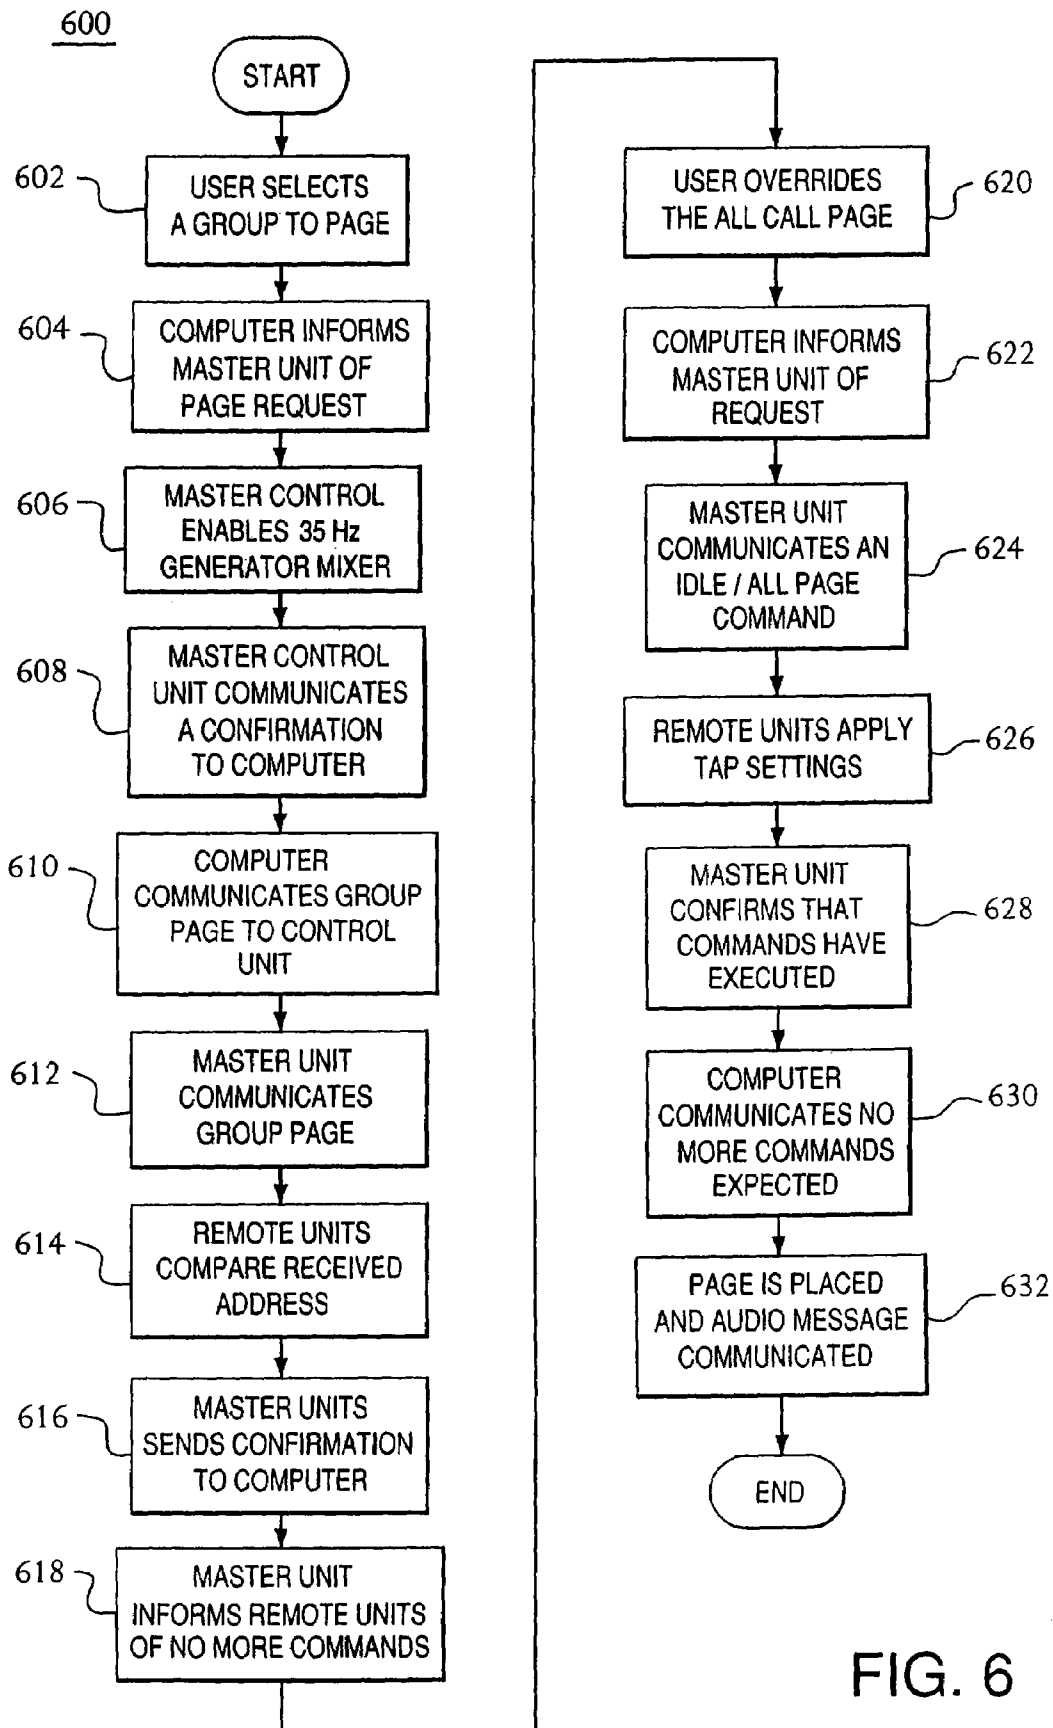 600
START
602
USER SELECTS
A GROUP TO PAGE
604
COMPUTER INFORMS
MASTER UNIT OF
PAGE REQUEST
606
MASTER CONTROL
ENABLES 35 Hz
GENERATOR MIXER
608
MASTER CONTROL
UNIT COMMUNICATES
A CONFIRMATION
TO COMPUTER
610
COMPUTER
COMMUNICATES GROUP
PAGE TO CONTROL
UNIT
612
MASTER UNIT
COMMUNICATES
GROUP PAGE
614
REMOTE UNITS
COMPARE RECEIVED
ADDRESS
616
MASTER UNITS
SENDS CONFIRMATION
TO COMPUTER
618
MASTER UNIT
INFORMS REMOTE UNITS
OF NO MORE COMMANDS
USER OVERRIDES
THE ALL CALL PAGE
620
COMPUTER INFORMS
MASTER UNIT OF
REQUEST
622
MASTER UNIT
COMMUNICATES AN
IDLE / ALL PAGE
COMMAND
624
REMOTE UNITS APPLY
TAP SETTINGS
626
MASTER UNIT
CONFIRMS THAT
COMMANDS HAVE
EXECUTED
628
COMPUTER
COMMUNICATES NO
MORE COMMANDS
EXPECTED
630
PAGE IS PLACED
AND AUDIO MESSAGE
COMMUNICATED
632
END
FIG. 6